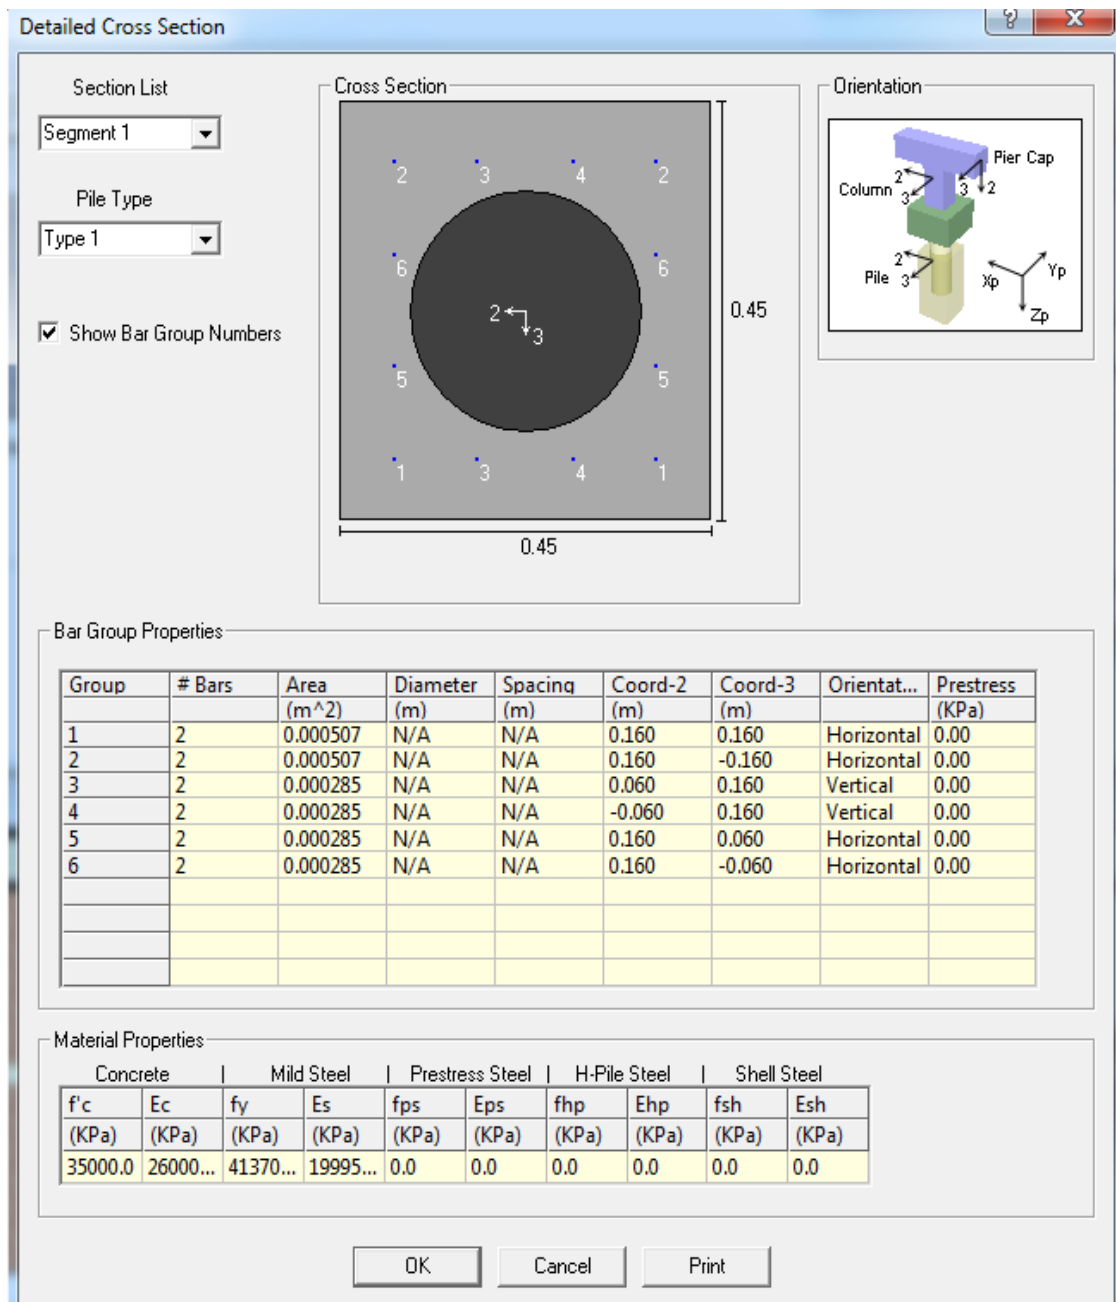 Detailed Cross Section
?
X
Section List
Segment 1
Pile Type
Type 1
Show Bar Group Numbers
Cross Section
2 3 4 2
6 6
2
3
5 5
1 3 4 1
0.45
0.45
Orientation
Pier Cap
Column 2
3
3 2
Pile 2
3
Xp Yp
Zp
Bar Group Properties
Group # Bars Area Diameter Spacing Coord-2 Coord-3 Orientat... Prestress
(m^2) (m) (m) (m) (m) (KPa)
1 2 0.000507 N/A N/A 0.160 0.160 Horizontal 0.00
2 2 0.000507 N/A N/A 0.160 -0.160 Horizontal 0.00
3 2 0.000285 N/A N/A 0.060 0.160 Vertical 0.00
4 2 0.000285 N/A N/A -0.060 0.160 Vertical 0.00
5 2 0.000285 N/A N/A 0.160 0.060 Horizontal 0.00
6 2 0.000285 N/A N/A 0.160 -0.060 Horizontal 0.00
Material Properties
Concrete | Mild Steel | Prestress Steel | H-Pile Steel | Shell Steel
f'c Ec fy Es fps Eps fhp Ehp fsh Esh
(KPa) (KPa) (KPa) (KPa) (KPa) (KPa) (KPa) (KPa) (KPa) (KPa)
35000.0 26000... 41370... 19995... 0.0 0.0 0.0 0.0 0.0 0.0
OK Cancel Print